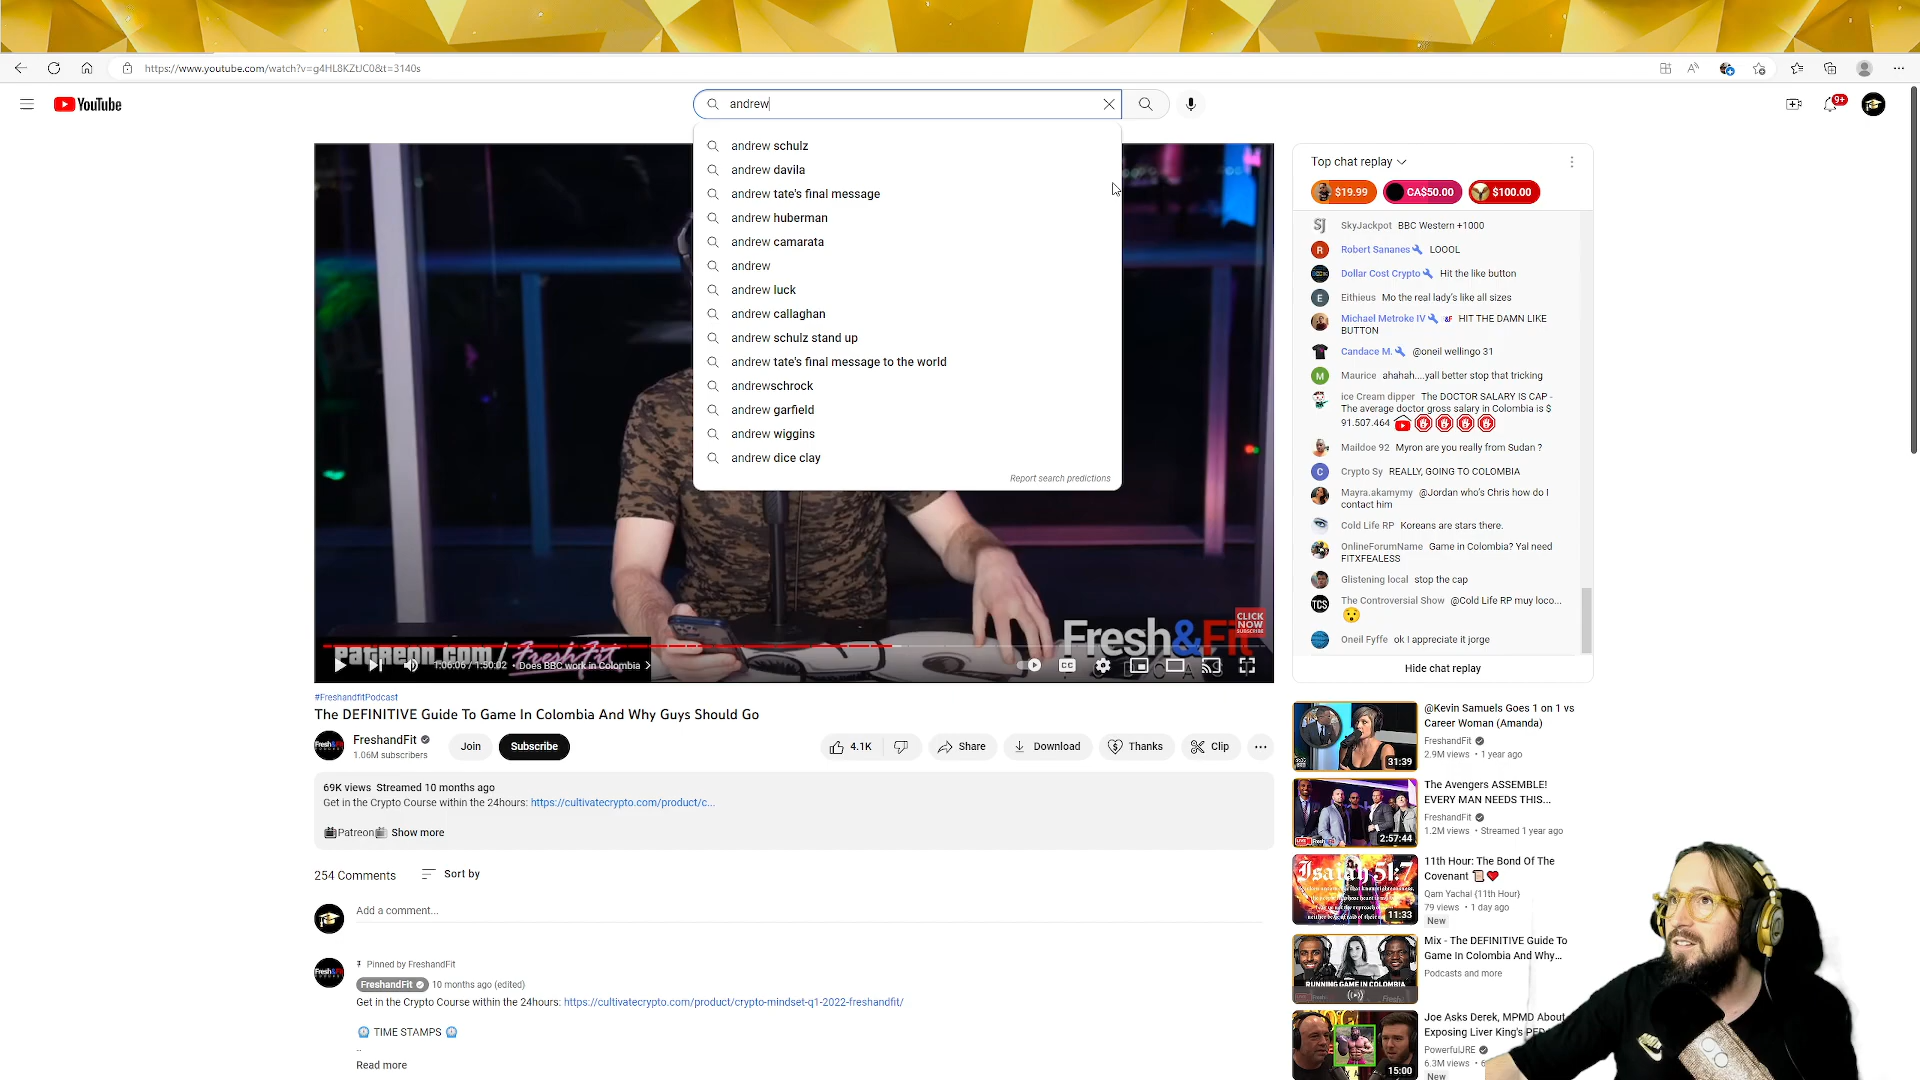 https://www.youtube.com/watch?v=g4HL8KZtJC0&t=3140s
YouTube
andrew
9+
andrew schulz
andrew davila
andrew tate's final message
andrew huberman
andrew camarata
andrew
andrew luck
andrew callaghan
andrew schulz stand up
andrew tate's final message to the world
andrewschrock
andrew garfield
andrew wiggins
andrew dice clay
Report search predictions
patreon.com/FreshFit
1:06:06 / 1:50:02 • Does BBC work in Colombia
Fresh&Fit
CLICK
NOW
SUBSCRIBE
CC
Top chat replay
$19.99
CA$50.00
$100.00
SkyJackpot BBC Western +1000
Robert Sananes LOOOL
Dollar Cost Crypto Hit the like button
Eithieus Mo the real lady's like all sizes
Michael Metroke IV HIT THE DAMN LIKE
BUTTON
Candace M. @oneil wellingo 31
Maurice ahahah....yall better stop that tricking
ice Cream dipper The DOCTOR SALARY IS CAP -
The average doctor gross salary in Colombia is $
91.507.464
Maildoe 92 Myron are you really from Sudan ?
Crypto Sy REALLY, GOING TO COLOMBIA
Mayra.akamymy @Jordan who's Chris how do I
contact him
Cold Life RP Koreans are stars there.
OnlineForumName Game in Colombia? Yal need
FITXFEALESS
Glistening local stop the cap
The Controversial Show @Cold Life RP muy loco...
Oneil Fyffe ok I appreciate it jorge
Hide chat replay
#FreshandfitPodcast
The DEFINITIVE Guide To Game In Colombia And Why Guys Should Go
FreshandFit
1.06M subscribers
Join
Subscribe
4.1K
Share
Download
Thanks
Clip
69K views Streamed 10 months ago
Get in the Crypto Course within the 24hours: https://cultivatecrypto.com/product/c...
Patreon Show more
254 Comments
Sort by
Add a comment...
Pinned by FreshandFit
FreshandFit 10 months ago (edited)
Get in the Crypto Course within the 24hours: https://cultivatecrypto.com/product/crypto-mindset-q1-2022-freshandfit/
TIME STAMPS
..
Read more
@Kevin Samuels Goes 1 on 1 vs
Career Woman (Amanda)
FreshandFit
2.9M views • 1 year ago
31:39
The Avengers ASSEMBLE!
EVERY MAN NEEDS THIS...
FreshandFit
1.2M views • Streamed 1 year ago
2:57:44
11th Hour: The Bond Of The
Covenant
Qam Yachal {11th Hour}
79 views • 1 day ago
New
Isaiah 51:7
11:33
Mix - The DEFINITIVE Guide To
Game In Colombia And Why...
Podcasts and more
RUNNING GAME IN COLOMBIA
Joe Asks Derek, MPMD About
Exposing Liver King's
PowerfulJRE
6.3M views
New
15:00